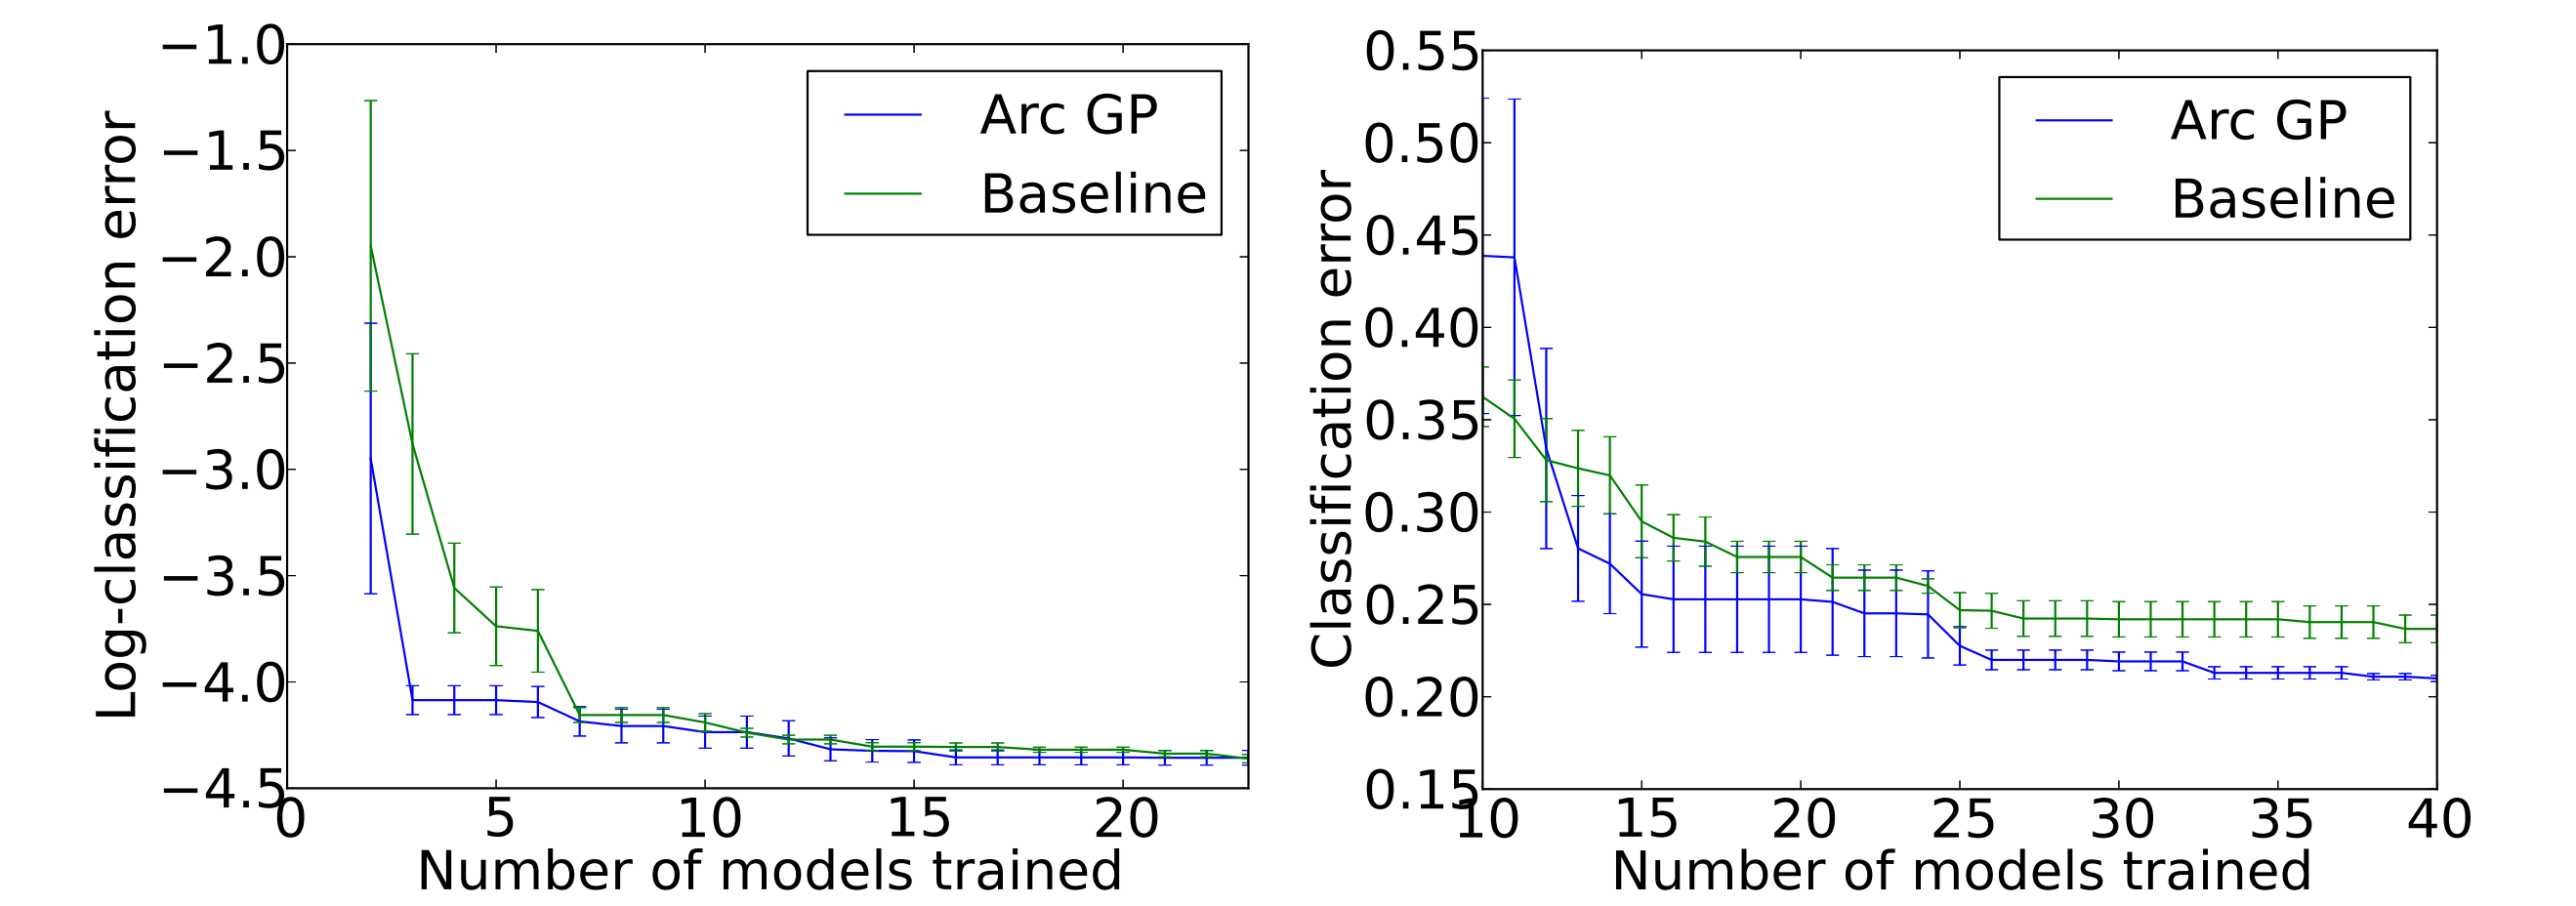 −1.0
−1.5
−2.0
−2.5
−3.0
−3.5
−4.0
−4.5
Log-classification error
0 5 10 15 20
Number of models trained
Arc GP
Baseline
0.55
0.50
0.45
0.40
0.35
0.30
0.25
0.20
0.15
Classification error
10 15 20 25 30 35 40
Number of models trained
Arc GP
Baseline